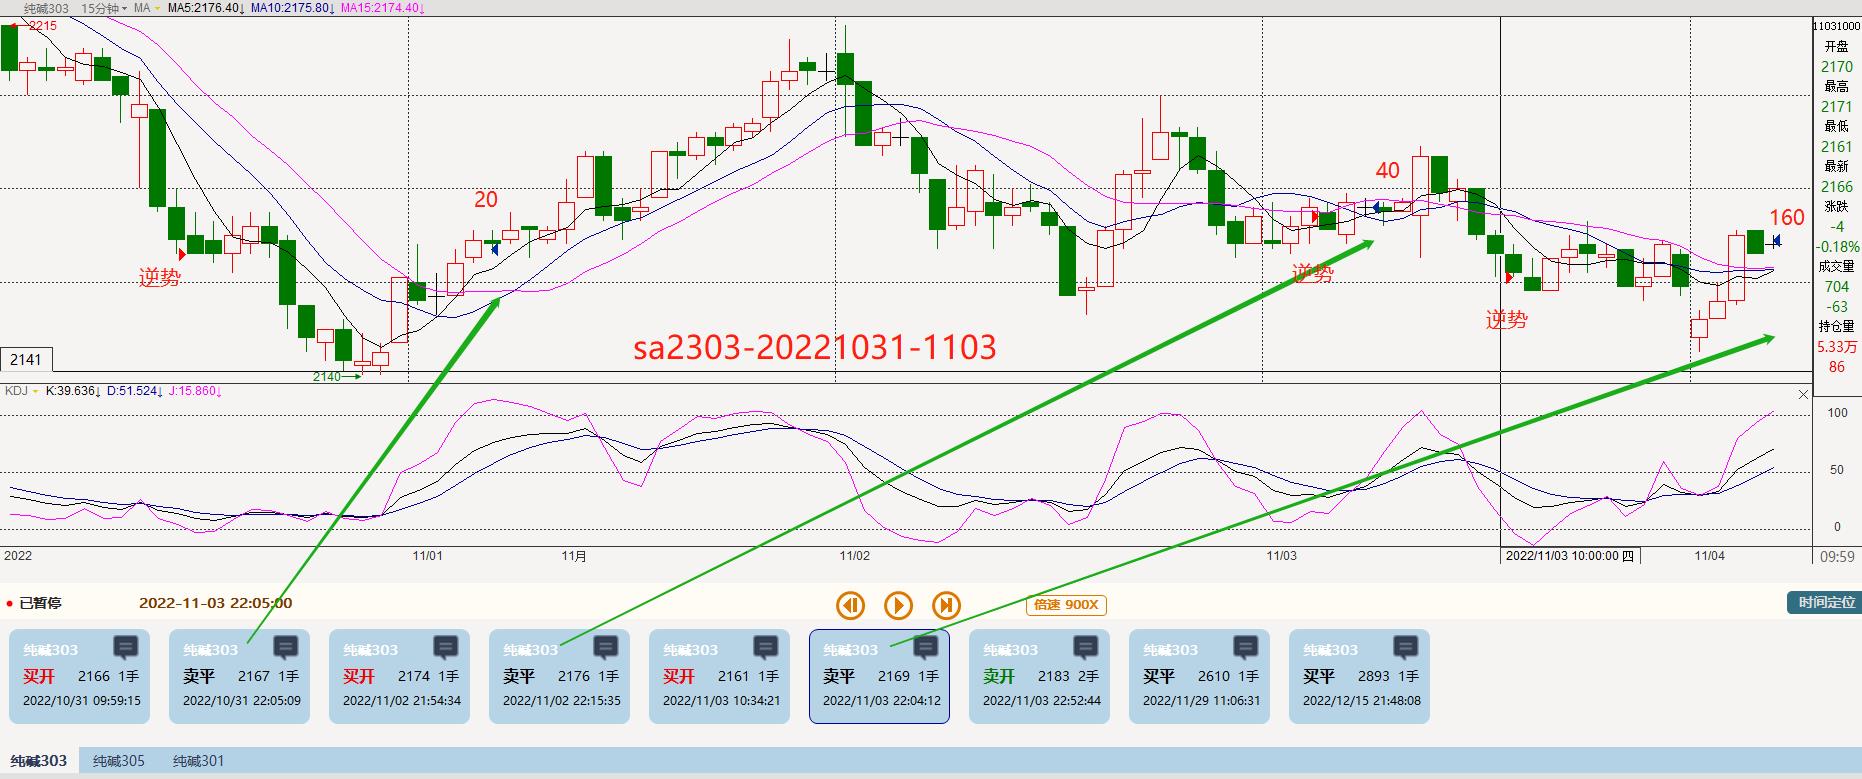 纯碱303 15分钟 MA MA5:2176.40↓ MA10:2175.80↓ MA15:2174.40↓
2215
11031000
开盘
2170
最高
2171
最低
2161
最新
2166
涨跌
-4
-0.18%
成交量
704
-63
持仓量
5.33万
86
20
40
160
逆势
逆势
逆势
sa2303-20221031-1103
2141
2140
KDJ K:39.636↓ D:51.524↓ J:15.860↓
100
50
0
2022 11/01 11月 11/02 11/03 2022/11/03 10:00:00 四 11/04 09:59
已暂停 2022-11-03 22:05:00 倍速 900X 时间定位
纯碱303 纯碱303 纯碱303 纯碱303 纯碱303 纯碱303 纯碱303 纯碱303 纯碱303
买开 2166 1手 卖平 2167 1手 买开 2174 1手 卖平 2176 1手 买开 2161 1手 卖平 2169 1手 卖开 2183 2手 买平 2610 1手 买平 2893 1手
2022/10/31 09:59:15 2022/10/31 22:05:09 2022/11/02 21:54:34 2022/11/02 22:15:35 2022/11/03 10:34:21 2022/11/03 22:04:12 2022/11/03 22:52:44 2022/11/29 11:06:31 2022/12/15 21:48:08
纯碱303 纯碱305 纯碱301